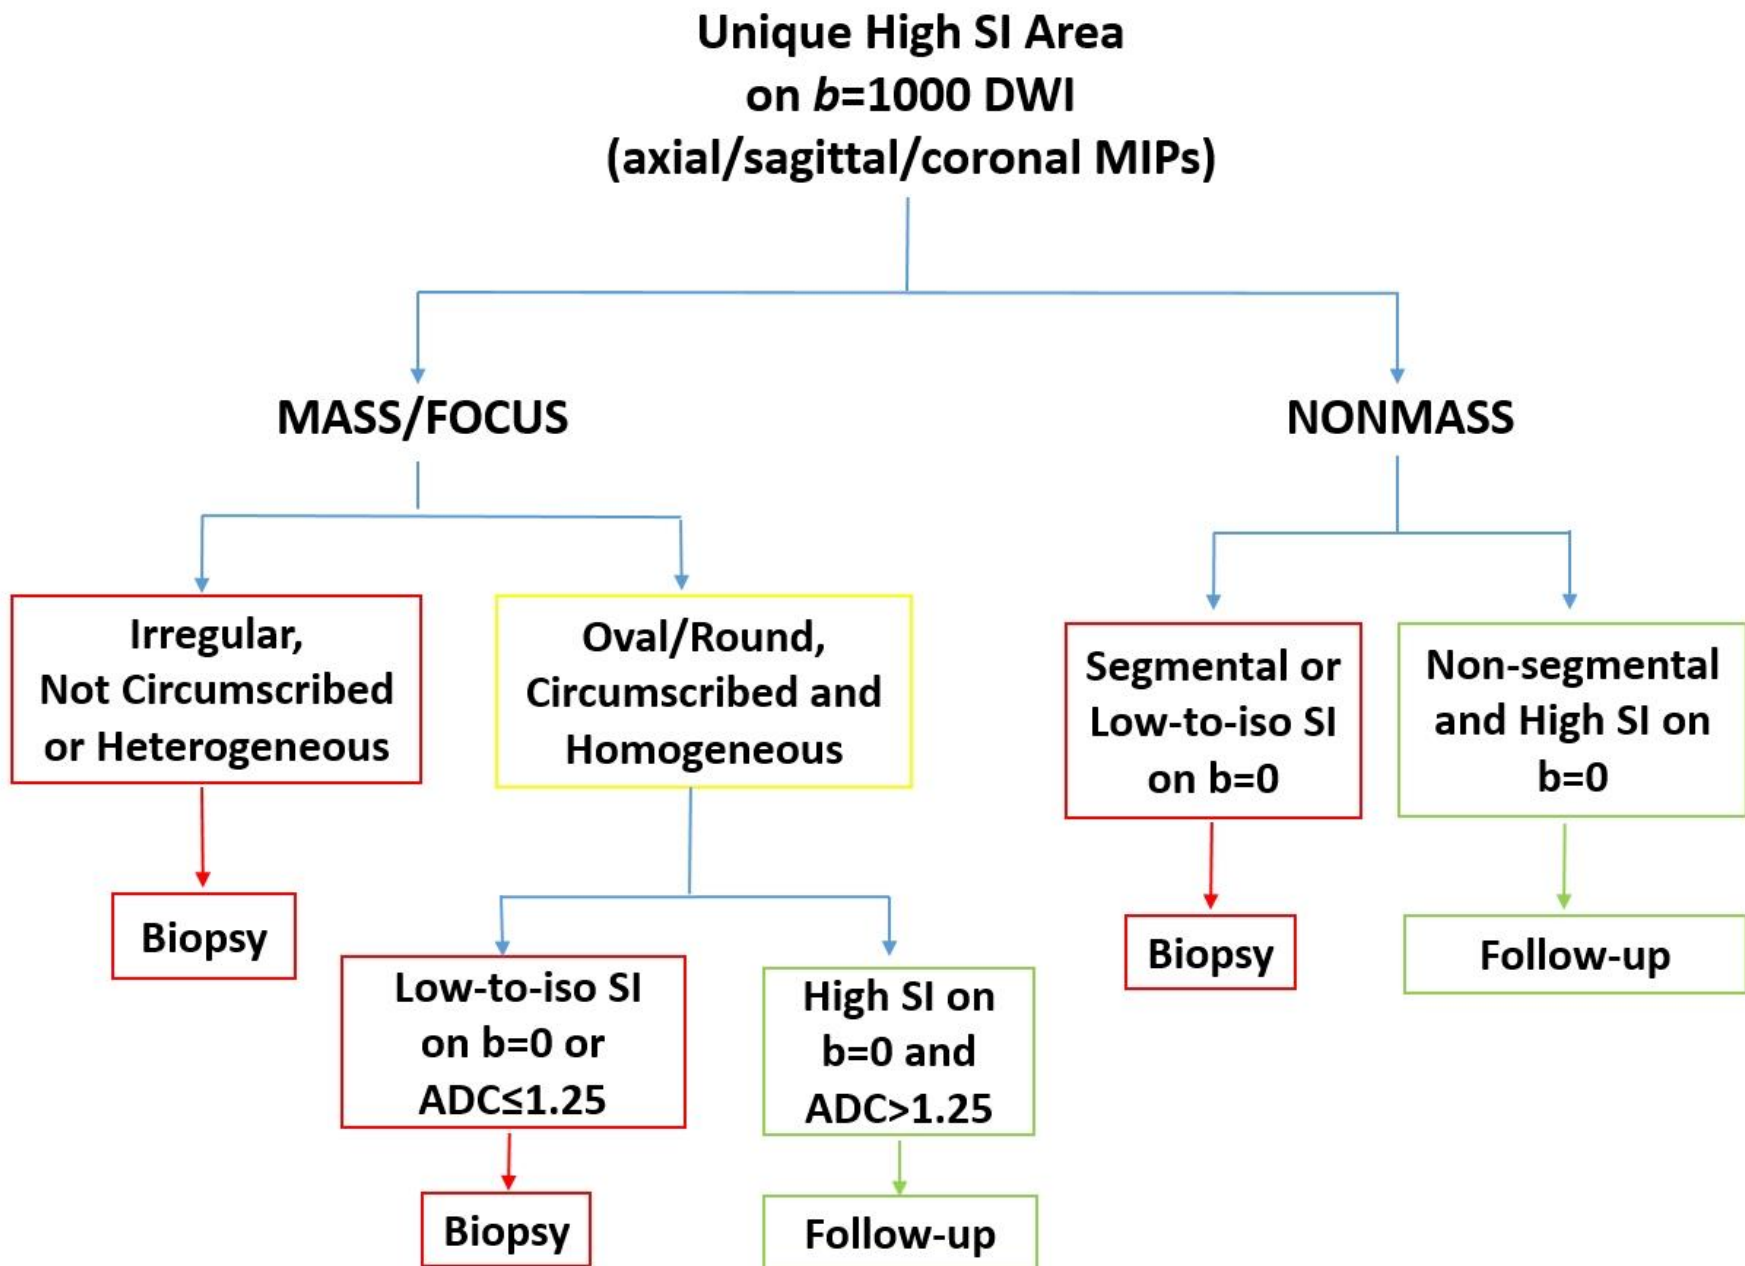 Unique High SI Area
on b=1000 DWI
(axial/sagittal/coronal MIPs)
MASS/FOCUS
NONMASS
Irregular,
Not Circumscribed
or Heterogeneous
Oval/Round,
Circumscribed and
Homogeneous
Segmental or
Low-to-iso SI
on b=0
Non-segmental
and High SI on
b=0
Biopsy
Low-to-iso SI
on b=0 or
ADC≤1.25
High SI on
b=0 and
ADC>1.25
Biopsy
Follow-up
Biopsy
Follow-up